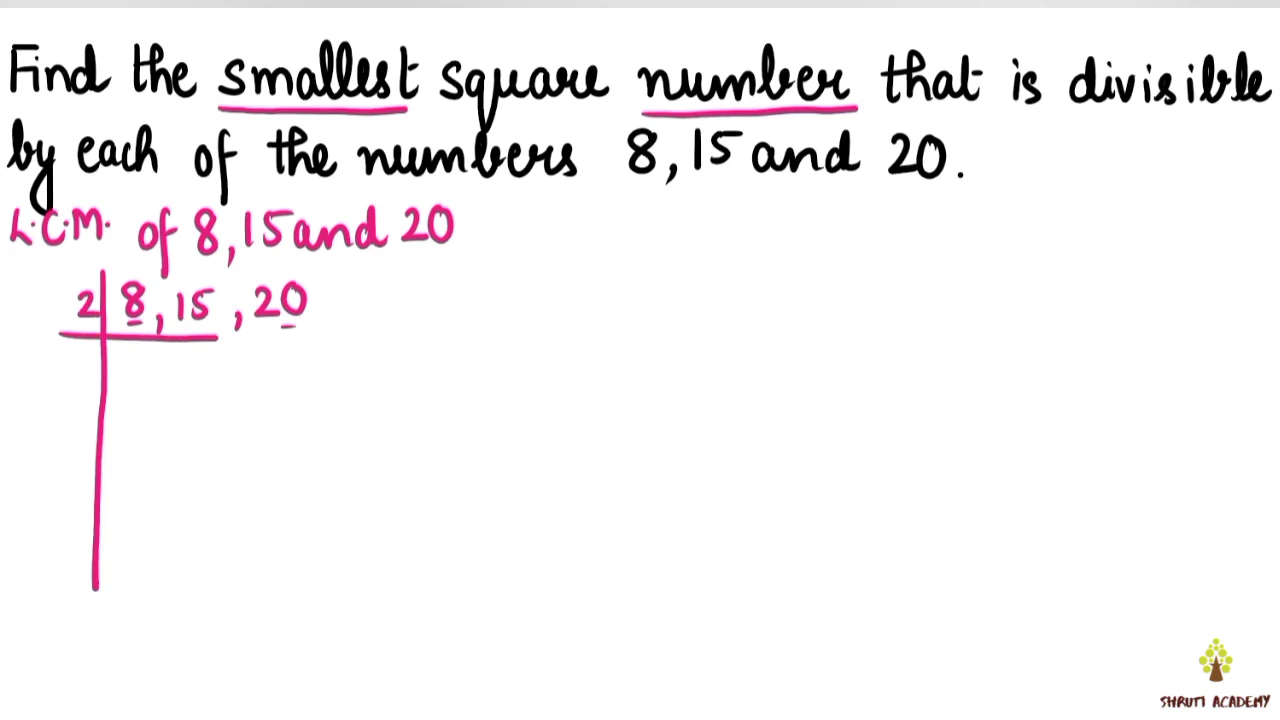 Find the smallest square number that is divisible
by each of the numbers 8, 15 and 20.
L.C.M. of 8, 15 and 20
2 8, 15, 20
SHRUTI ACADEMY